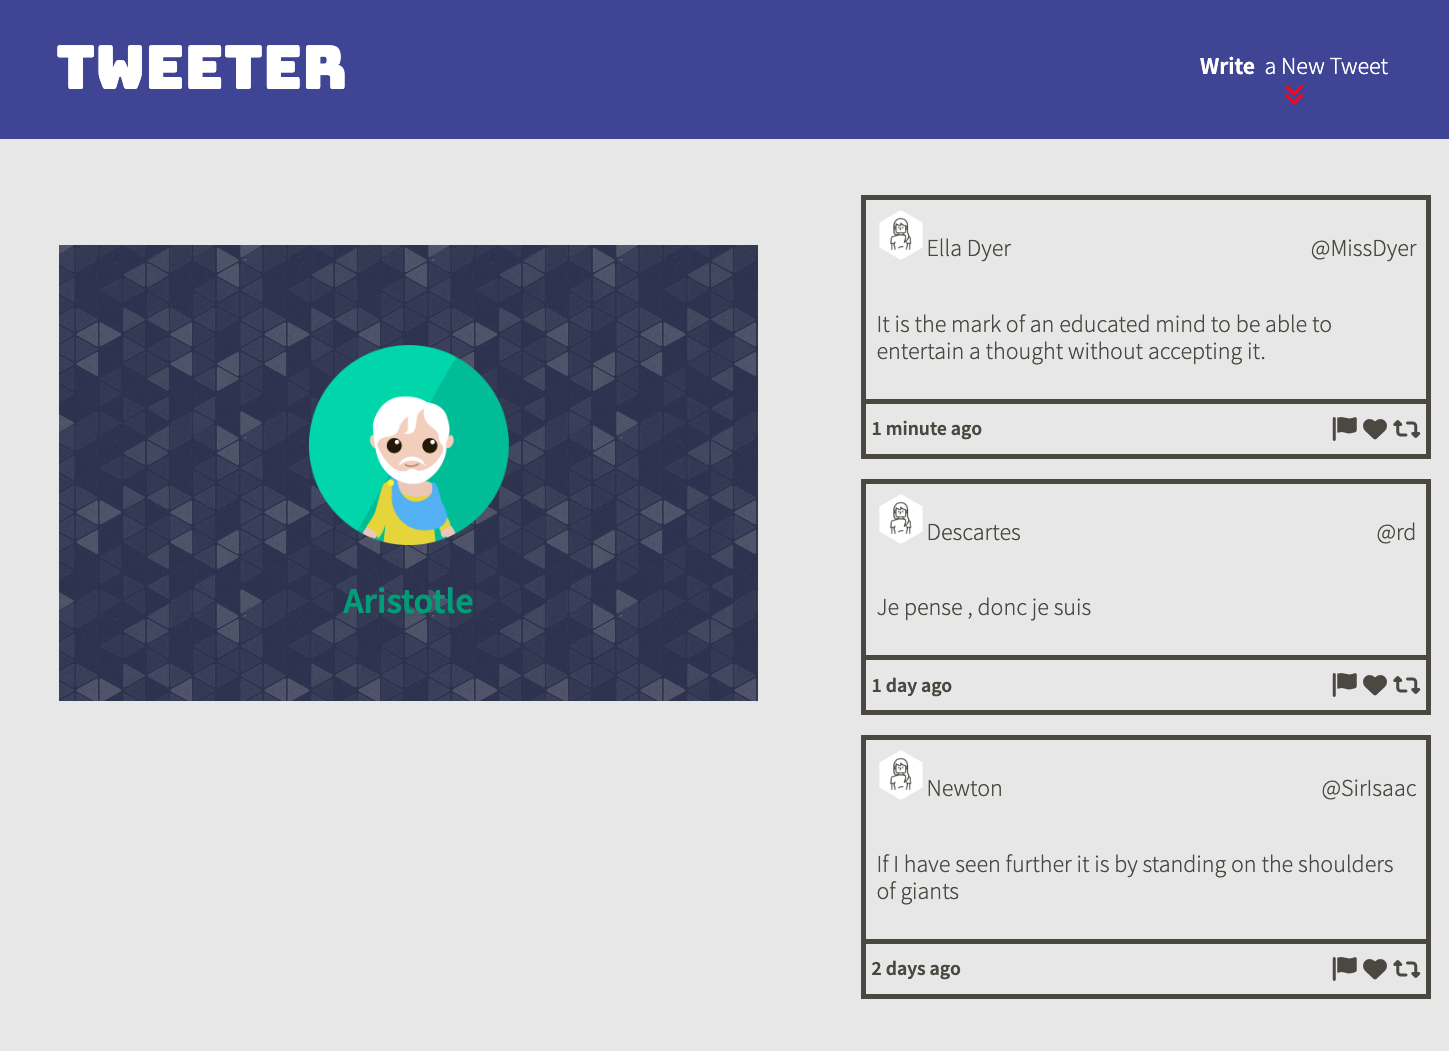 TWEETER
Write a New Tweet
Aristotle
Ella Dyer @MissDyer
It is the mark of an educated mind to be able to
entertain a thought without accepting it.
1 minute ago
Descartes @rd
Je pense , donc je suis
1 day ago
Newton @SirIsaac
If I have seen further it is by standing on the shoulders
of giants
2 days ago